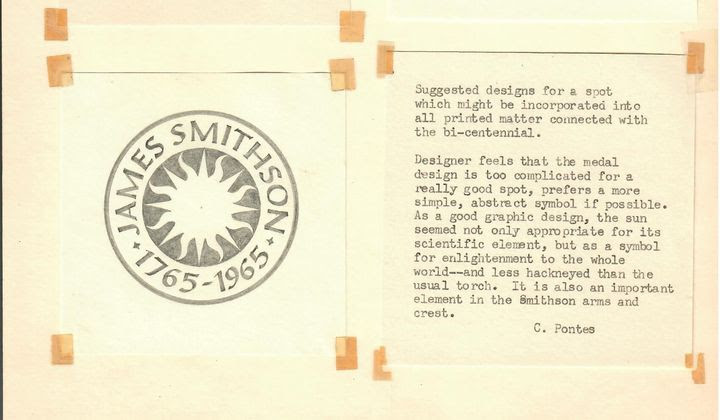 JAMES SMITHSON
• 1765-1965 •
Suggested designs for a spot
which might be incorporated into
all printed matter connected with
the bi-centennial.
Designer feels that the medal
design is too complicated for a
really good spot, prefers a more
simple, abstract symbol if possible.
As a good graphic design, the sun
seemed not only appropriate for its
scientific element, but as a symbol
for enlightenment to the whole
world--and less hackneyed than the
usual torch.  It is also an important
element in the Smithson arms and
crest.
C. Pontes